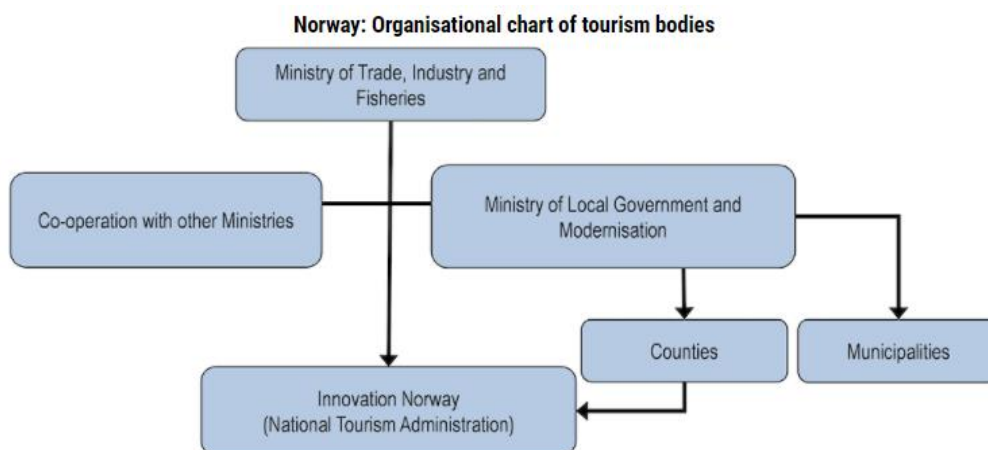 Norway: Organisational chart of tourism bodies
Ministry of Trade, Industry and
Fisheries
Co-operation with other Ministries
Ministry of Local Government and
Modernisation
Counties
Municipalities
Innovation Norway
(National Tourism Administration)